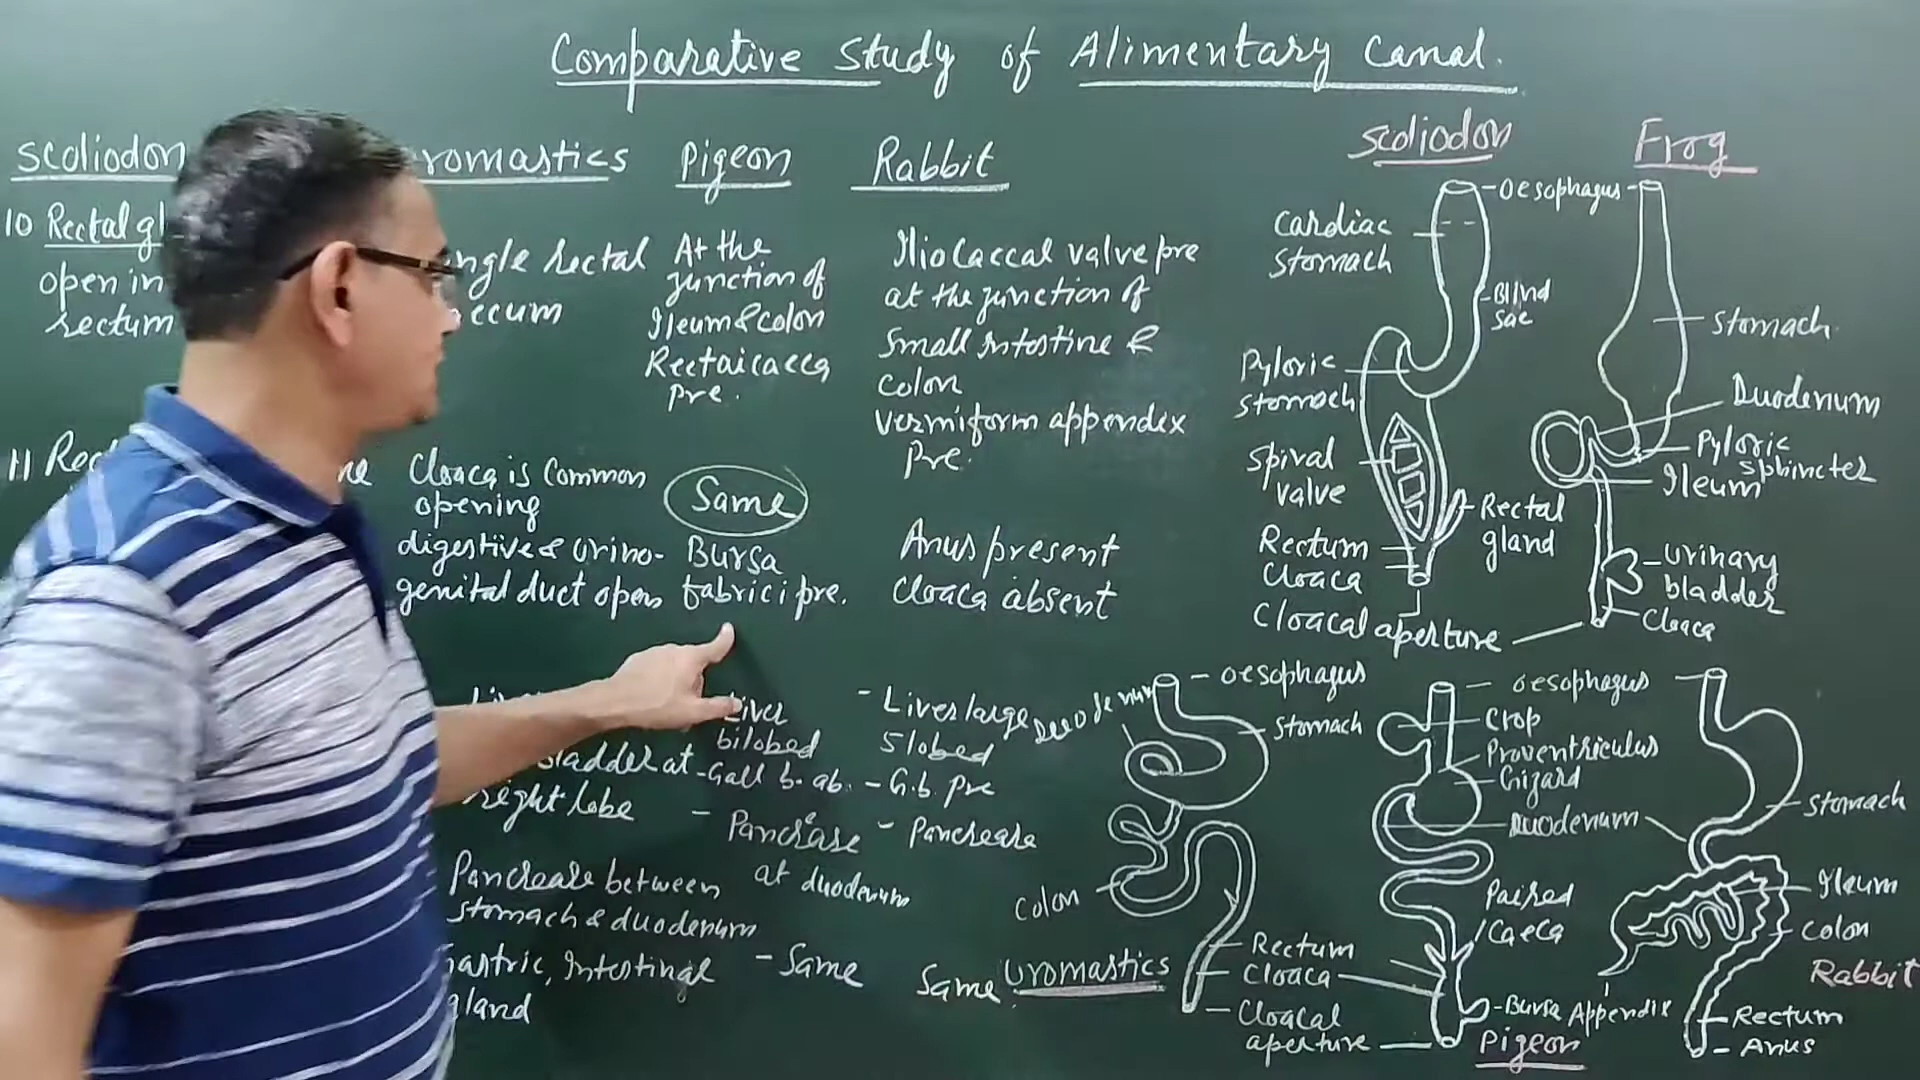 Comparative study of Alimentary Canal.
Scoliodon
romastics
Pigeon
Rabbit
10 Rectal gl
open in
rectum
ngle rectal
ccum
At the
junction of
Ileum & colon
Rectaicaeca
pre.
Iliocaccal valve pre
at the junction of
Small intestine &
colon
vermiform appendix
Pre.
11 Rec
ne
Cloaca is common
opening
digestive & urino-
genital duct open
Same
Bursa
fabrici pre.
Anus present
Cloaca absent
ladder at
right lobe
Pancreare between
stomach & duodenum
astric, Intestingl
gland
Liver
bilobed
- Gall b. ab.
- Pancrease
at duodenum
- Same
- Liver large
5 lobed
- G.b. pre
- Pancreare
Same
Scoliodon
Oesophagus
Cardiac
stomach
Blind
sac
Pyloric
stomach
Spiral
valve
Rectal
gland
Rectum
Cloaca
Cloacal aperture
Frog
stomach
Duodenum
Pyloric
sphincter
Ileum
urinary
bladder
Cloaca
Oesophagus
Stomach
Colon
Rectum
Cloaca
Cloacal
aperture
Uromastics
Oesophagus
Crop
Proventriculus
Gizard
Duodenum
Paired
Caeca
Bursa
Pigeon
Stomach
Ileum
Colon
Rabbit
Appendix
Rectum
Anus